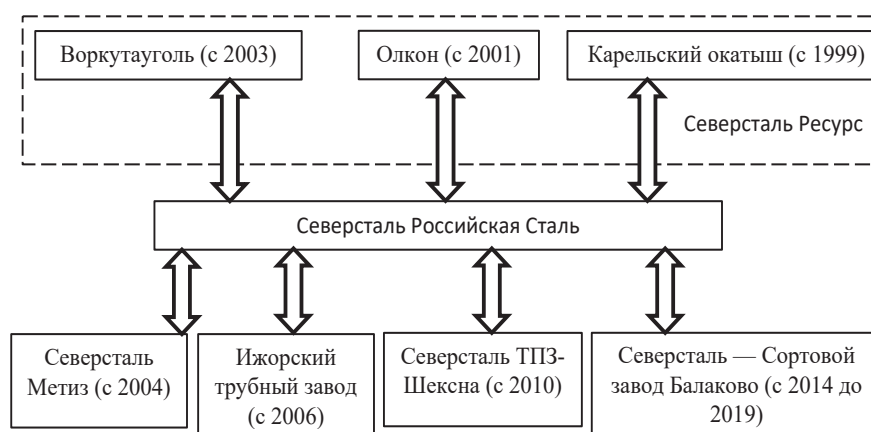 Воркутауголь (с 2003)
Олкон (с 2001)
Карельский окатыш (с 1999)
Северсталь Ресурс
Северсталь Российская Сталь
Северсталь
Метиз (с 2004)
Ижорский
трубный завод
(с 2006)
Северсталь ТПЗ-
Шексна (с 2010)
Северсталь — Сортовой
завод Балаково (с 2014 до
2019)